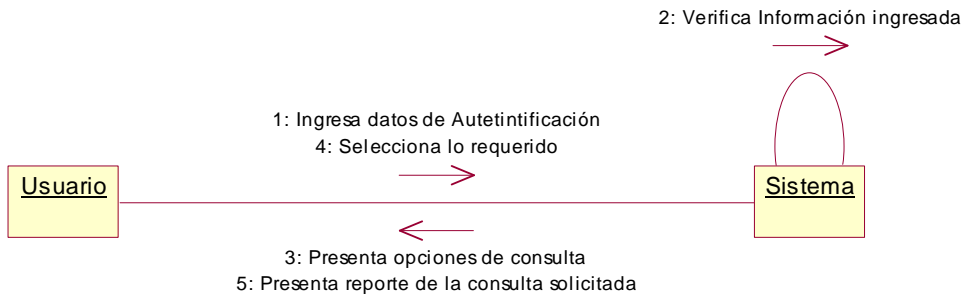 2: Verifica Información ingresada
1: Ingresa datos de Autetintificación
4: Selecciona lo requerido
Usuario
Sistema
3: Presenta opciones de consulta
5: Presenta reporte de la consulta solicitada